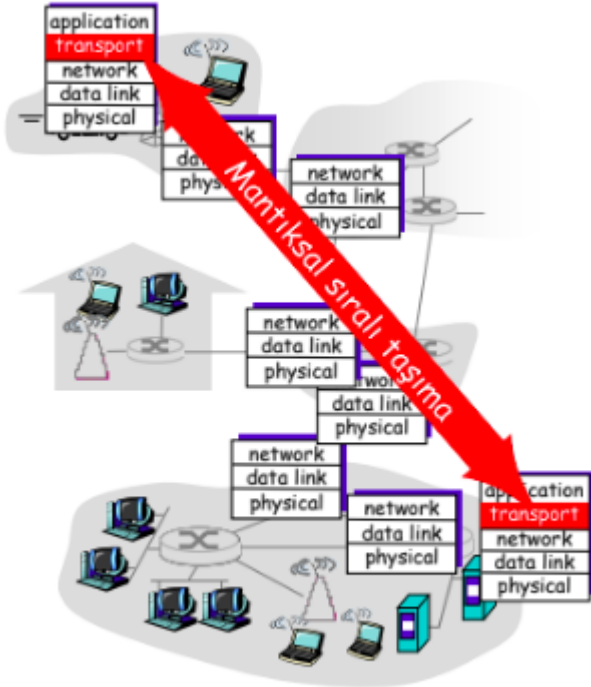 application
transport
network
data link
physical
network
data link
physical
network
data link
physical
Mantıksal sıralı taşıma
network
data link
physical
network
data link
physical
network
data link
physical
network
data link
physical
application
transport
network
data link
physical